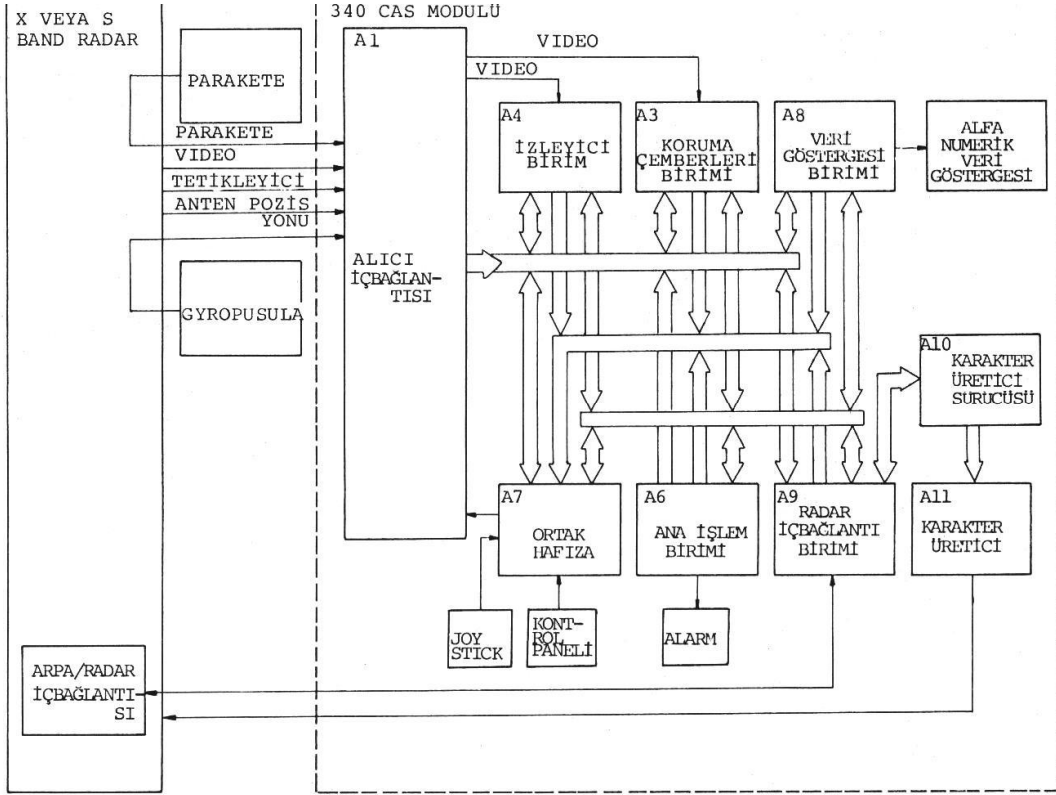 X VEYA S
BAND RADAR
340 CAS MODULÜ
PARAKETE
PARAKETE
VIDEO
TETİKLEYİCİ
ANTEN POZİS
YONU
GYROPUSULA
A1
ALICI
İÇBAĞLAN-
TISI
VIDEO
VIDEO
A4
İZLEYİCİ
BİRİM
A3
KORUMA
ÇEMBERLERİ
BİRİMİ
A8
VERİ
GÖSTERGESİ
BİRİMİ
ALFA
NUMERİK
VERİ
GÖSTERGESİ
A10
KARAKTER
ÜRETİCİ
SURUCÜSÜ
A7
ORTAK
HAFIZA
A6
ANA İŞLEM
BİRİMİ
A9
RADAR
İÇBAĞLANTI
BİRİMİ
A11
KARAKTER
ÜRETİCİ
JOY
STICK
KONT-
ROL
PANELİ
ALARM
ARPA/RADAR
İÇBAĞLANTI-
SI